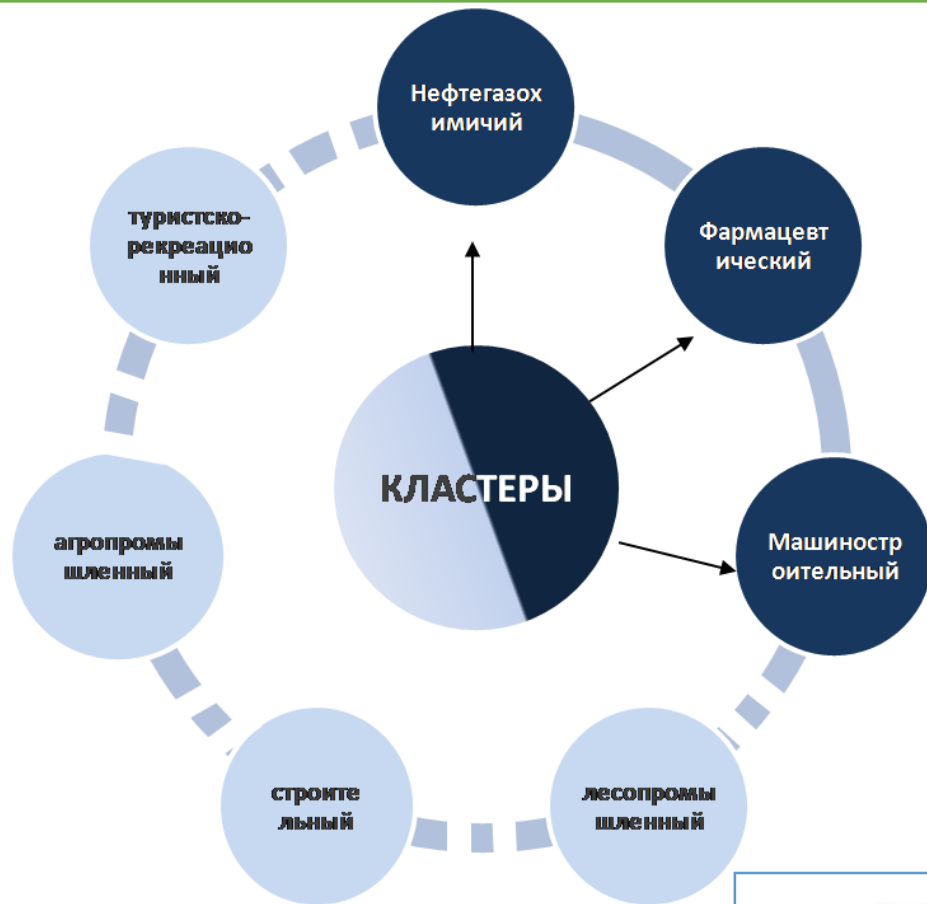 Нефтегазох
имичий
Фармацевт
ический
Машиностр
оительный
лесопромы
шленный
строите
льный
агропромы
шленный
туристско-
рекреацио
нный
КЛАСТЕРЫ